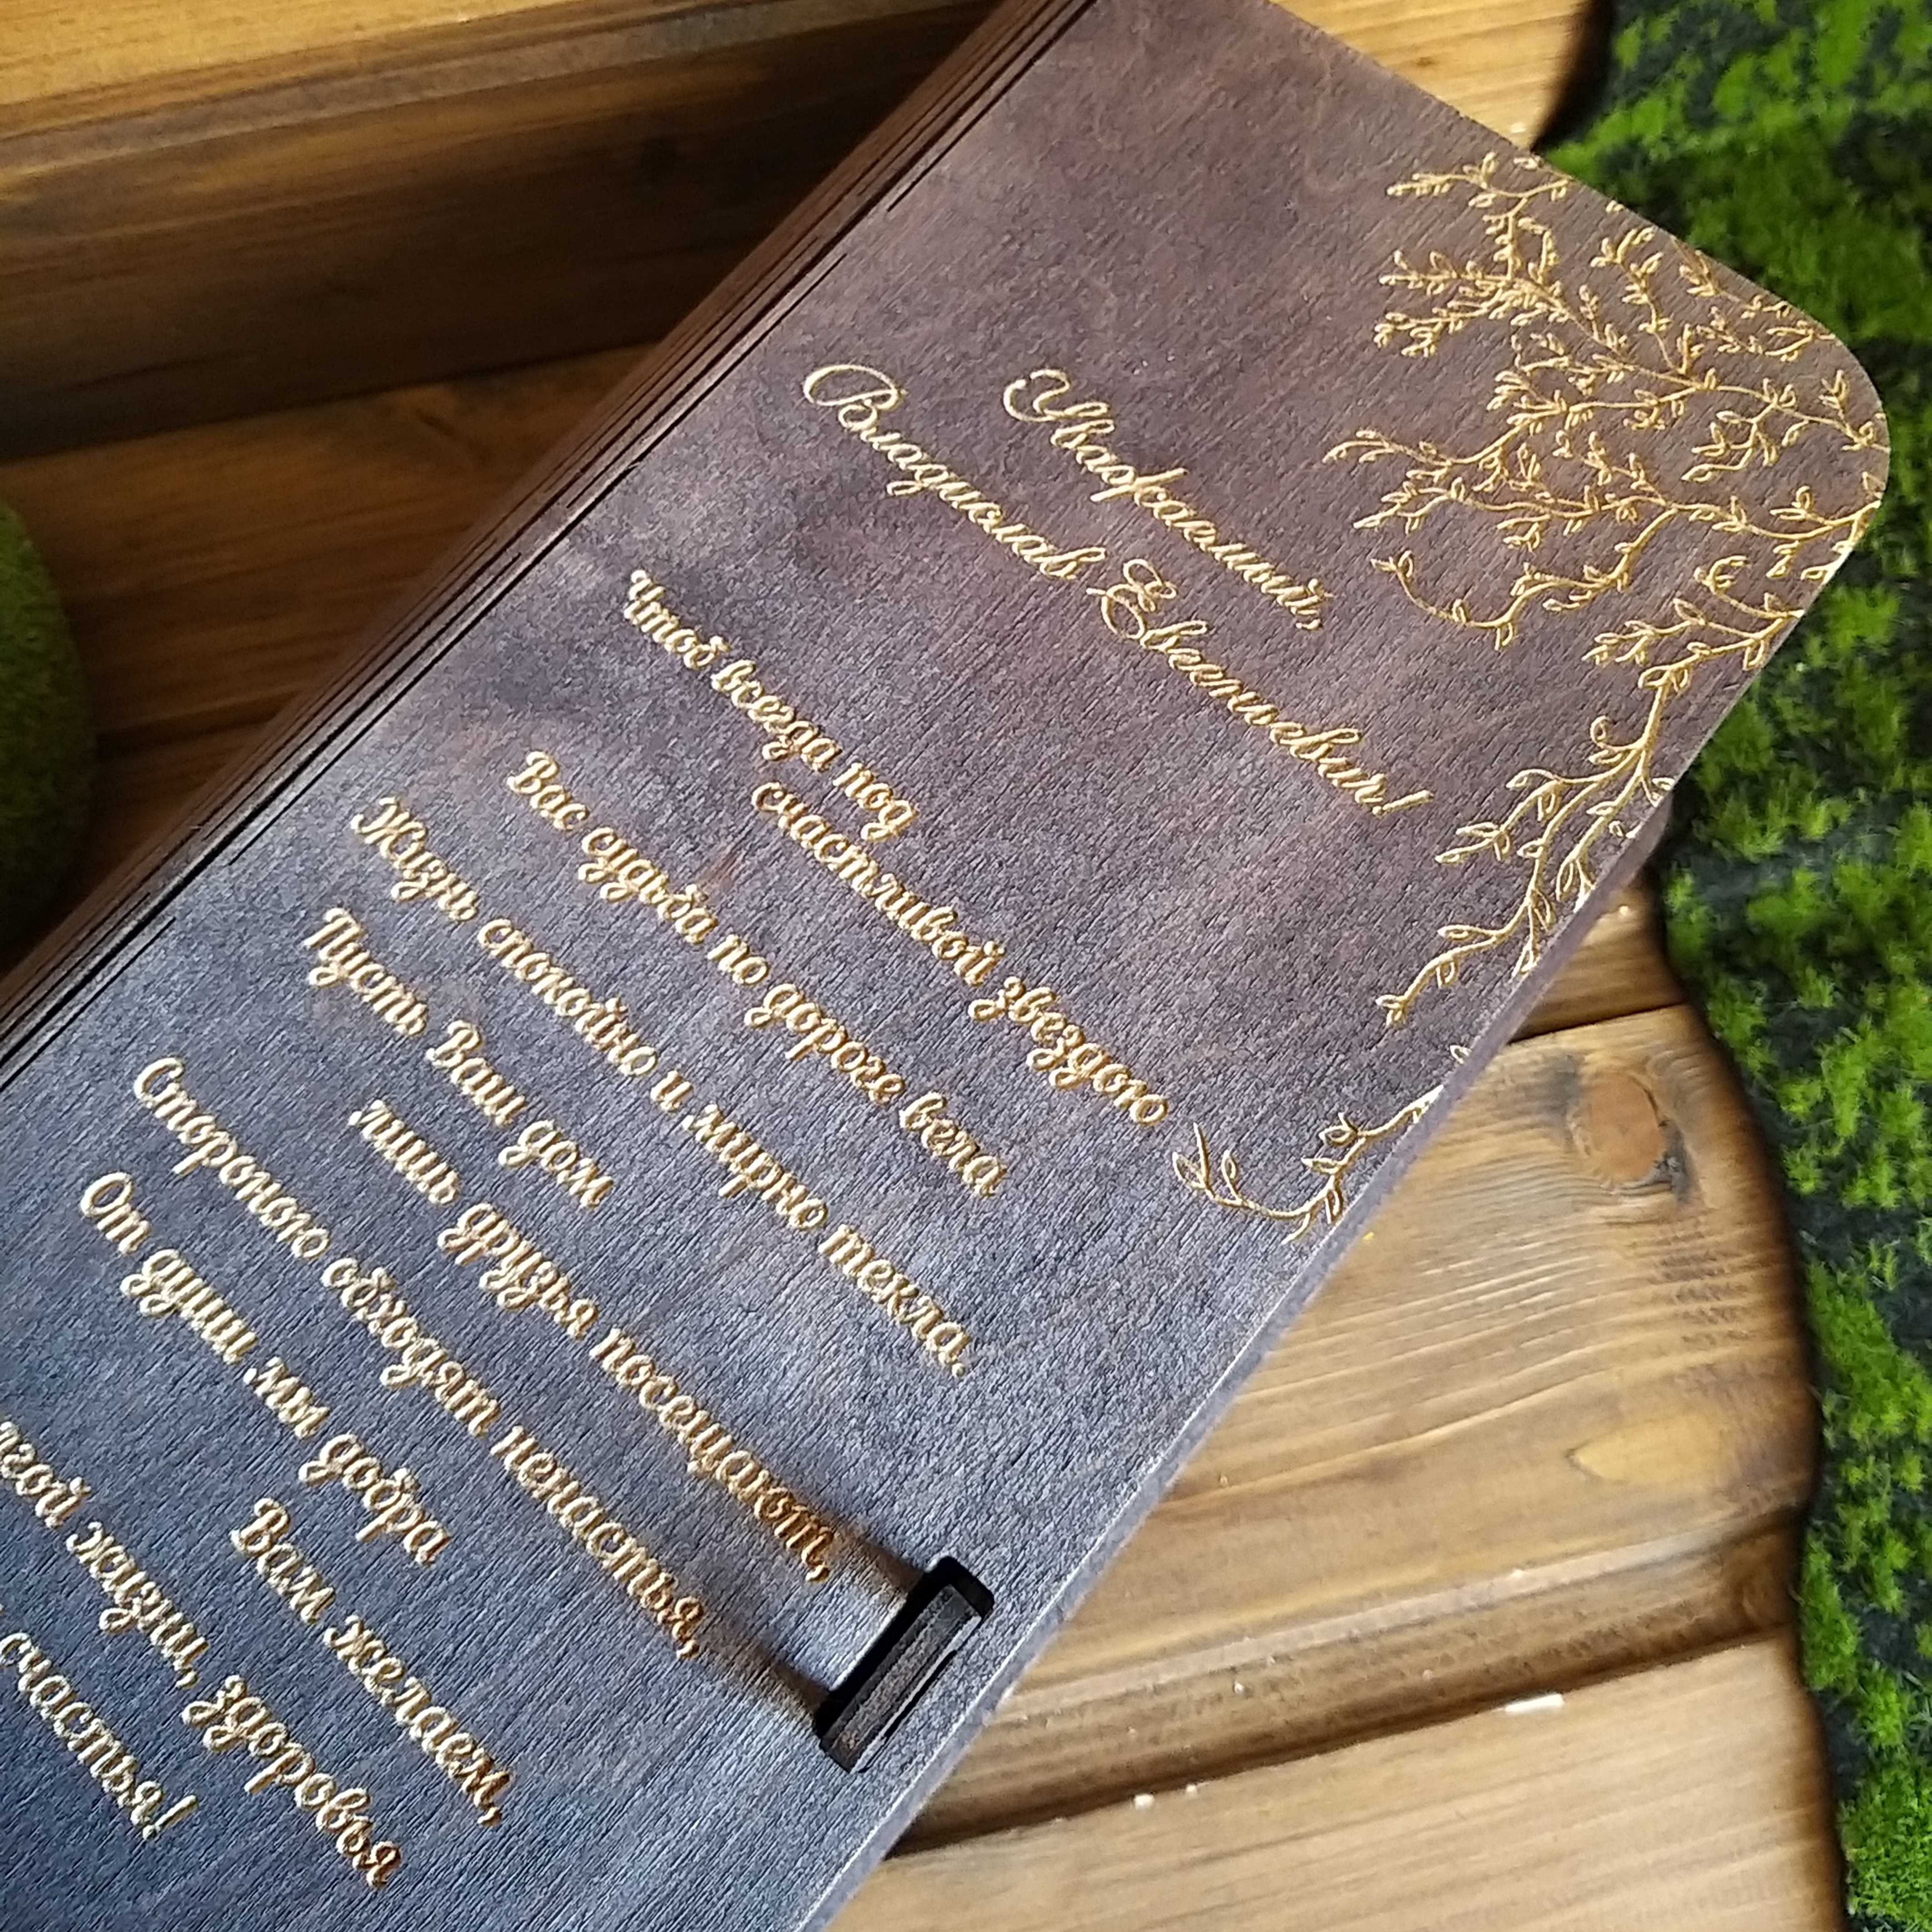 Уважаемый,
Владислав Евгеньевич!
Чтоб всегда под
счастливой звездою
Вас судьба по дороге вела
Жизнь спокойно и мирно текла.
Пусть Ваш дом
лишь друзья посещают,
Стороною обходят ненастья,
От души мы добра
Вам желаем,
жизни, здоровья
счастья!